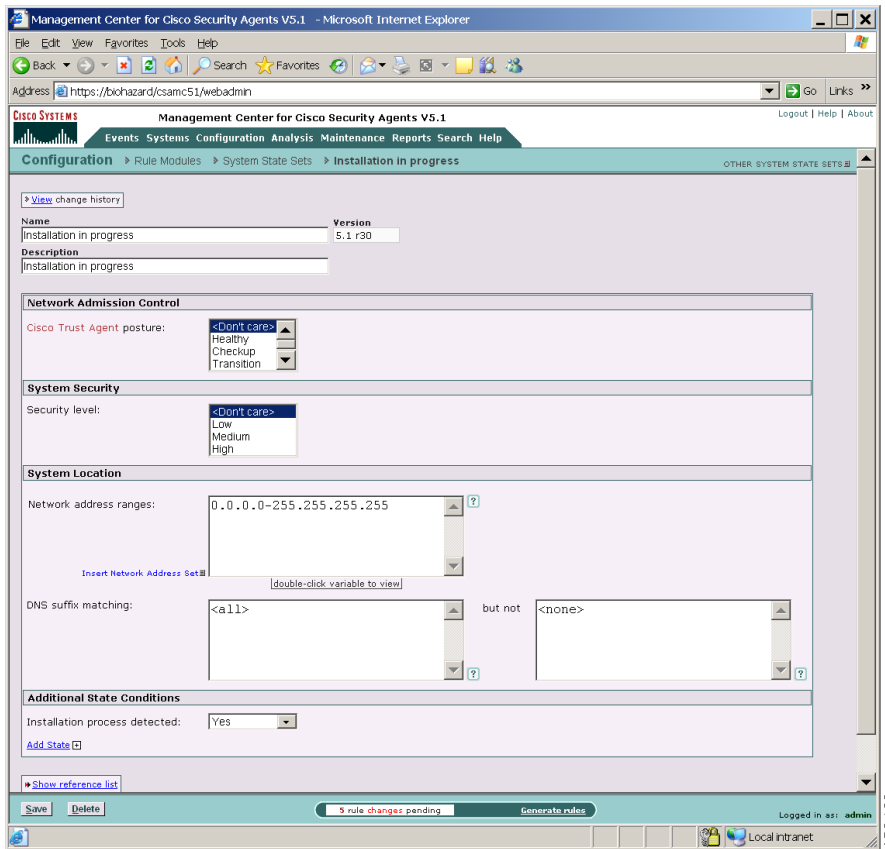 Management Center for Cisco Security Agents V5.1 - Microsoft Internet Explorer
File Edit View Favorites Tools Help
Back Search Favorites
Address https://biohazard/csamc51/webadmin Go Links »
CISCO SYSTEMS Management Center for Cisco Security Agents V5.1 Logout | Help | About
Events Systems Configuration Analysis Maintenance Reports Search Help
Configuration Rule Modules System State Sets Installation in progress OTHER SYSTEM STATE SETS
View change history
Name Version
Installation in progress 5.1 r30
Description
Installation in progress
Network Admission Control
Cisco Trust Agent posture: <Don't care>
Healthy
Checkup
Transition
System Security
Security level: <Don't care>
Low
Medium
High
System Location
Network address ranges: 0.0.0.0-255.255.255.255 ?
Insert Network Address Set
[double-click variable to view]
DNS suffix matching: <all> but not <none>
? ?
Additional State Conditions
Installation process detected: Yes
Add State
Show reference list
Save Delete 5 rule changes pending Generate rules Logged in as: admin
Local intranet